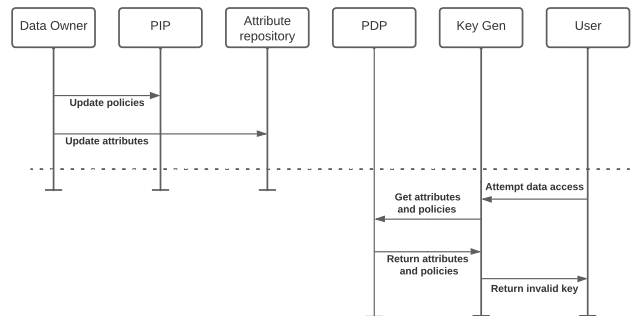 Data Owner
PIP
Attribute
repository
PDP
Key Gen
User
Update policies
Update attributes
Attempt data access
Get attributes
and policies
Return attributes
and policies
Return invalid key